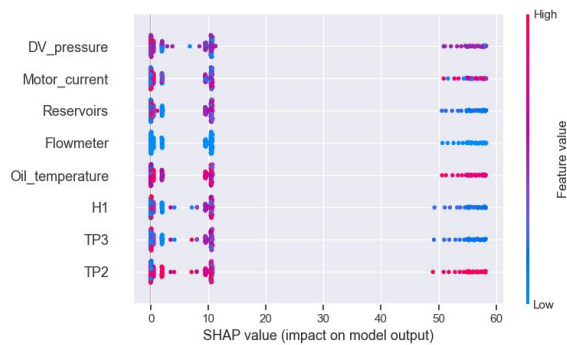 High
DV_pressure
Motor_current
Reservoirs
Flowmeter
Oil_temperature
H1
TP3
TP2
Feature value
Low
0 10 20 30 40 50 60
SHAP value (impact on model output)